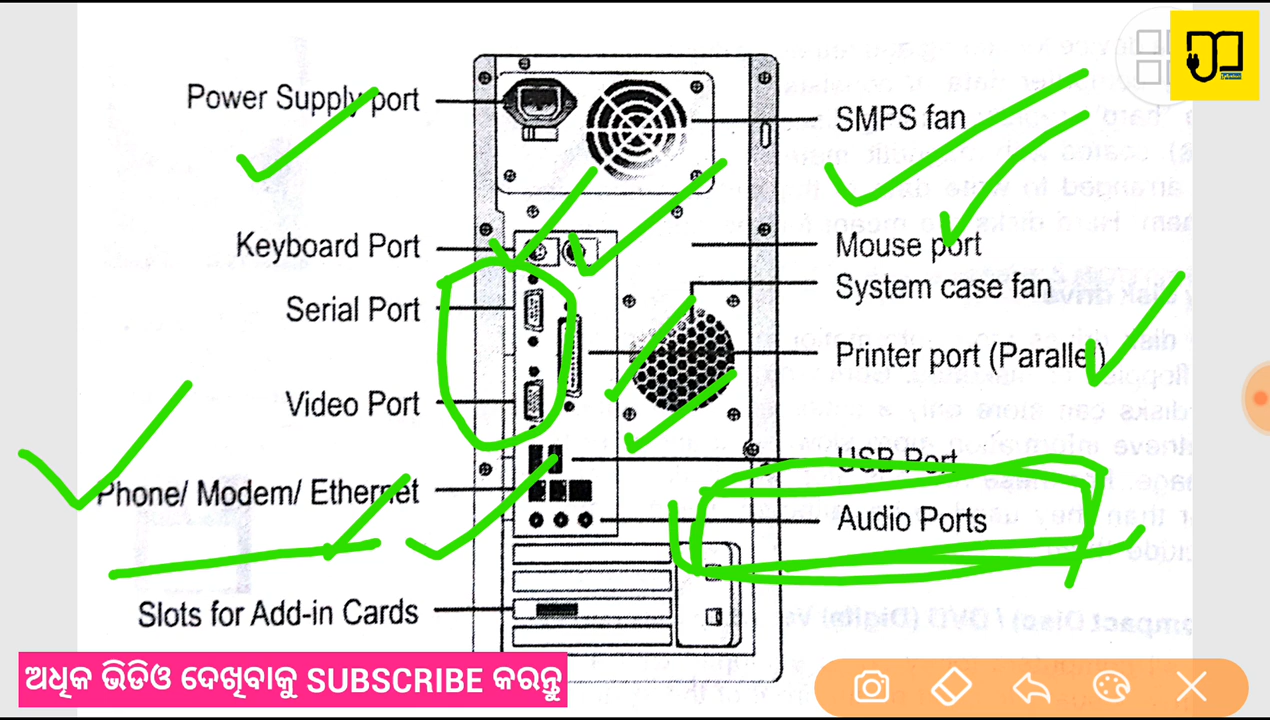 Power Supply port
SMPS fan
Keyboard Port
Mouse port
System case fan
Serial Port
Printer port (Parallel)
Video Port
USB Port
Phone/ Modem/ Ethernet
Audio Ports
Slots for Add-in Cards
ଅଧିକ ଭିଡିଓ ଦେଖିବାକୁ SUBSCRIBE କରନ୍ତୁ